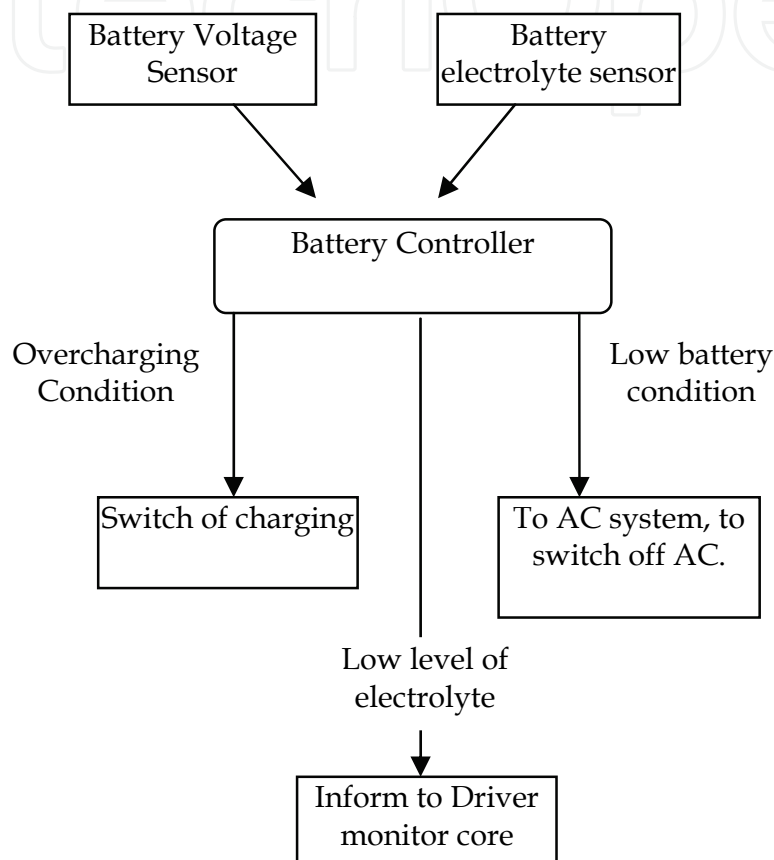 Battery Voltage
Sensor
Battery
electrolyte sensor
Battery Controller
Overcharging
Condition
Low battery
condition
Switch of charging
To AC system, to
switch off AC.
Low level of
electrolyte
Inform to Driver
monitor core